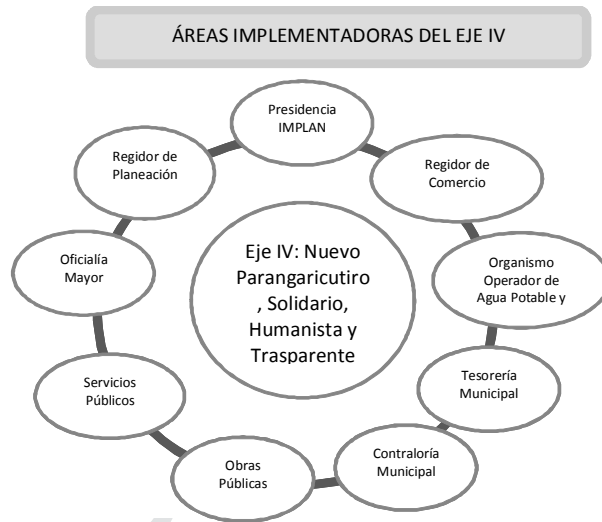 ÁREAS IMPLEMENTADORAS DEL EJE IV
Presidencia
IMPLAN
Regidor de
Comercio
Organismo
Operador de
Agua Potable y
Tesorería
Municipal
Contraloría
Municipal
Obras
Públicas
Servicios
Públicos
Oficialía
Mayor
Regidor de
Planeación
Eje IV: Nuevo
Parangaricutiro
, Solidario,
Humanista y
Trasparente